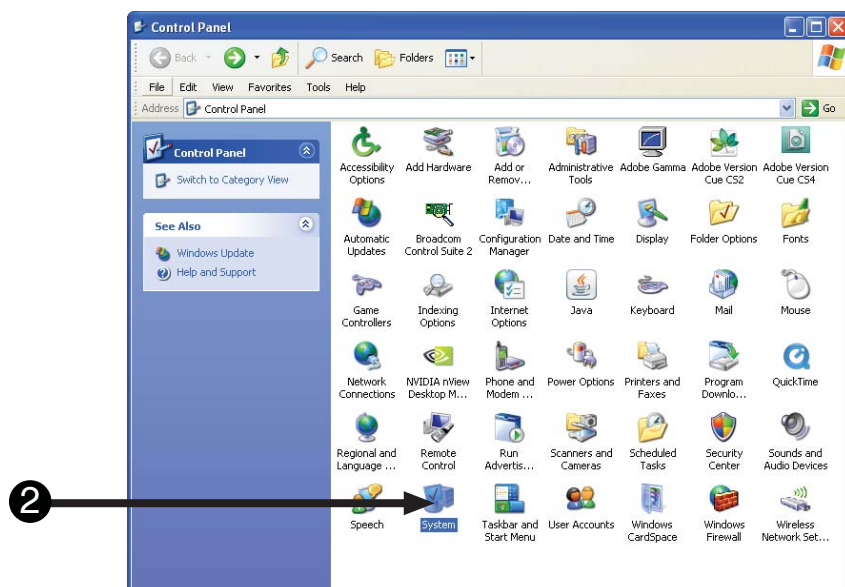 Control Panel
Back Search Folders
File Edit View Favorites Tools Help
Address Control Panel Go
Control Panel
Switch to Category View
See Also
Windows Update
Help and Support
Accessibility Options
Add Hardware
Add or Remov...
Administrative Tools
Adobe Gamma
Adobe Version Cue CS2
Adobe Version Cue CS4
Automatic Updates
Broadcom Control Suite 2
Configuration Manager
Date and Time
Display
Folder Options
Fonts
Game Controllers
Indexing Options
Internet Options
Java
Keyboard
Mail
Mouse
Network Connections
NVIDIA nView Desktop M...
Phone and Modem ...
Power Options
Printers and Faxes
Program Downlo...
QuickTime
Regional and Language ...
Remote Control
Run Advertis...
Scanners and Cameras
Scheduled Tasks
Security Center
Sounds and Audio Devices
2
Speech
System
Taskbar and Start Menu
User Accounts
Windows CardSpace
Windows Firewall
Wireless Network Set...